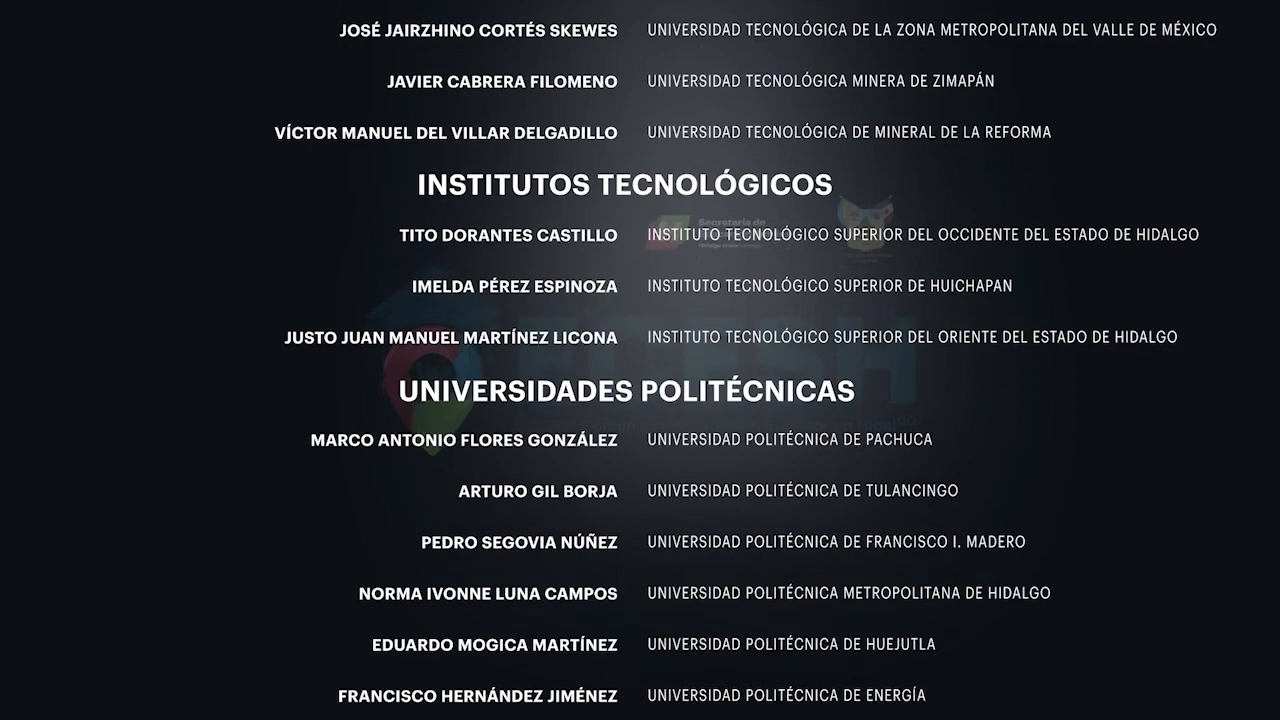 JOSÉ JAIRZHINO CORTÉS SKEWES UNIVERSIDAD TECNOLÓGICA DE LA ZONA METROPOLITANA DEL VALLE DE MÉXICO
JAVIER CABRERA FILOMENO UNIVERSIDAD TECNOLÓGICA MINERA DE ZIMAPÁN
VÍCTOR MANUEL DEL VILLAR DELGADILLO UNIVERSIDAD TECNOLÓGICA DE MINERAL DE LA REFORMA
INSTITUTOS TECNOLÓGICOS
Secretaría de
TITO DORANTES CASTILLO INSTITUTO TECNOLÓGICO SUPERIOR DEL OCCIDENTE DEL ESTADO DE HIDALGO
IMELDA PÉREZ ESPINOZA INSTITUTO TECNOLÓGICO SUPERIOR DE HUICHAPAN
JUSTO JUAN MANUEL MARTÍNEZ LICONA INSTITUTO TECNOLÓGICO SUPERIOR DEL ORIENTE DEL ESTADO DE HIDALGO
UNIVERSIDADES POLITÉCNICAS
MARCO ANTONIO FLORES GONZÁLEZ UNIVERSIDAD POLITÉCNICA DE PACHUCA
ARTURO GIL BORJA UNIVERSIDAD POLITÉCNICA DE TULANCINGO
PEDRO SEGOVIA NÚÑEZ UNIVERSIDAD POLITÉCNICA DE FRANCISCO I. MADERO
NORMA IVONNE LUNA CAMPOS UNIVERSIDAD POLITÉCNICA METROPOLITANA DE HIDALGO
EDUARDO MOGICA MARTÍNEZ UNIVERSIDAD POLITÉCNICA DE HUEJUTLA
FRANCISCO HERNÁNDEZ JIMÉNEZ UNIVERSIDAD POLITÉCNICA DE ENERGÍA